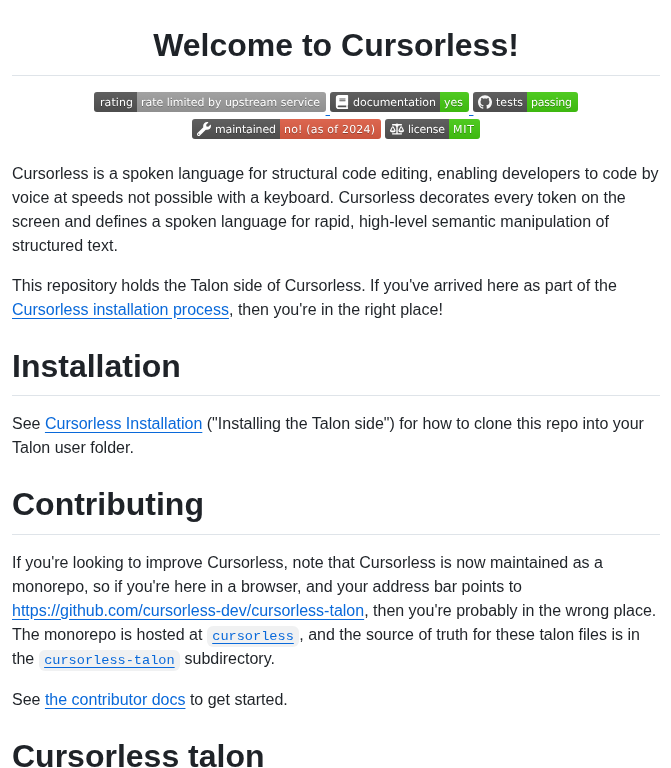 Welcome to Cursorless!
rating rate limited by upstream service documentation yes tests passing
maintained no! (as of 2024) license MIT
Cursorless is a spoken language for structural code editing, enabling developers to code by
voice at speeds not possible with a keyboard. Cursorless decorates every token on the
screen and defines a spoken language for rapid, high-level semantic manipulation of
structured text.
This repository holds the Talon side of Cursorless. If you've arrived here as part of the
Cursorless installation process, then you're in the right place!
Installation
See Cursorless Installation ("Installing the Talon side") for how to clone this repo into your
Talon user folder.
Contributing
If you're looking to improve Cursorless, note that Cursorless is now maintained as a
monorepo, so if you're here in a browser, and your address bar points to
https://github.com/cursorless-dev/cursorless-talon, then you're probably in the wrong place.
The monorepo is hosted at cursorless, and the source of truth for these talon files is in
the cursorless-talon subdirectory.
See the contributor docs to get started.
Cursorless talon